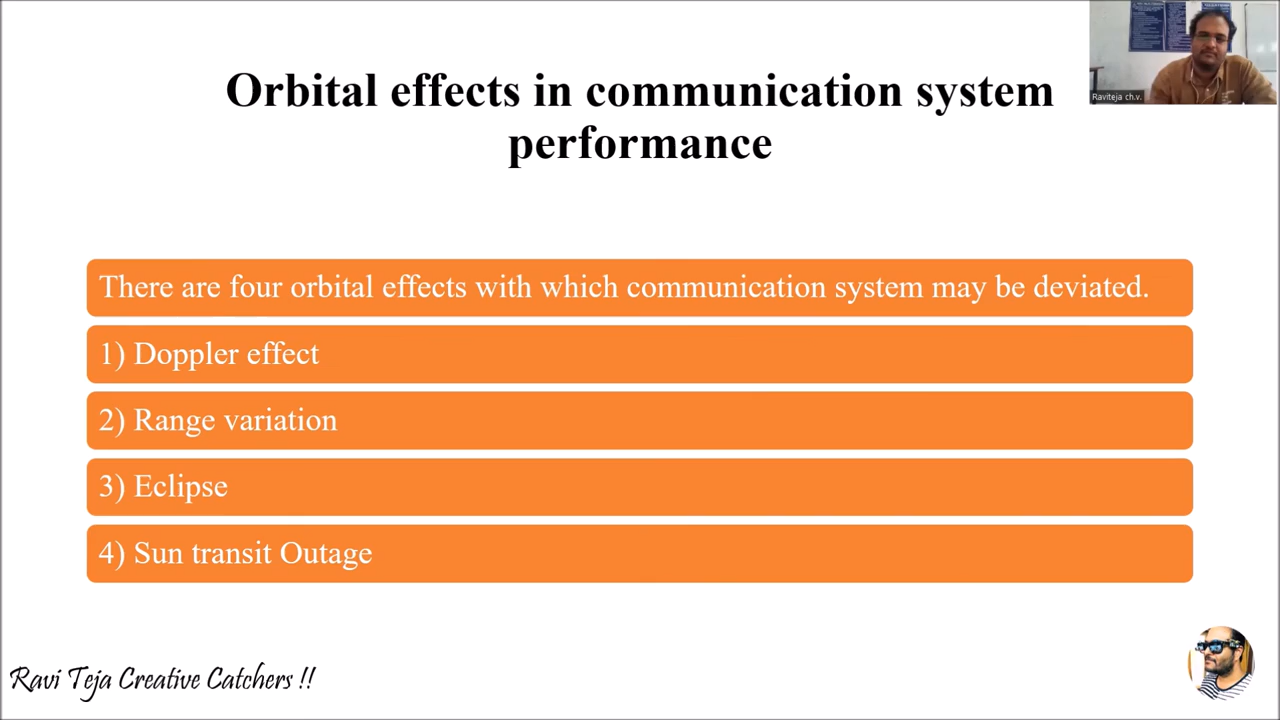 Orbital effects in communication system
performance
Raviteja ch.v.
There are four orbital effects with which communication system may be deviated.
1) Doppler effect
2) Range variation
3) Eclipse
4) Sun transit Outage
Ravi Teja Creative Catchers !!